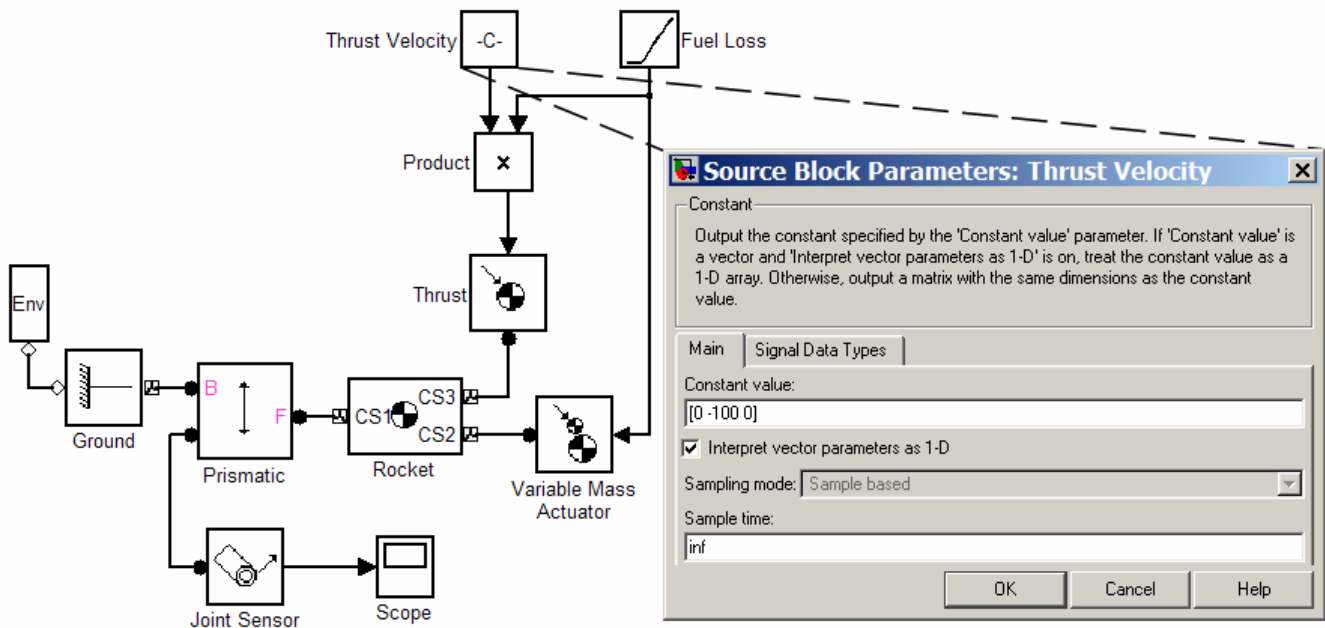 Thrust Velocity
-C-
Fuel Loss
Product
×
Thrust
Env
Ground
B
F
Prismatic
CS1
CS3
CS2
Rocket
Variable Mass
Actuator
Joint Sensor
Scope
Source Block Parameters: Thrust Velocity
Constant
Output the constant specified by the 'Constant value' parameter. If 'Constant value' is
a vector and 'Interpret vector parameters as 1-D' is on, treat the constant value as a
1-D array. Otherwise, output a matrix with the same dimensions as the constant
value.
Main
Signal Data Types
Constant value:
[0 -100 0]
Interpret vector parameters as 1-D
Sampling mode: Sample based
Sample time:
inf
OK
Cancel
Help